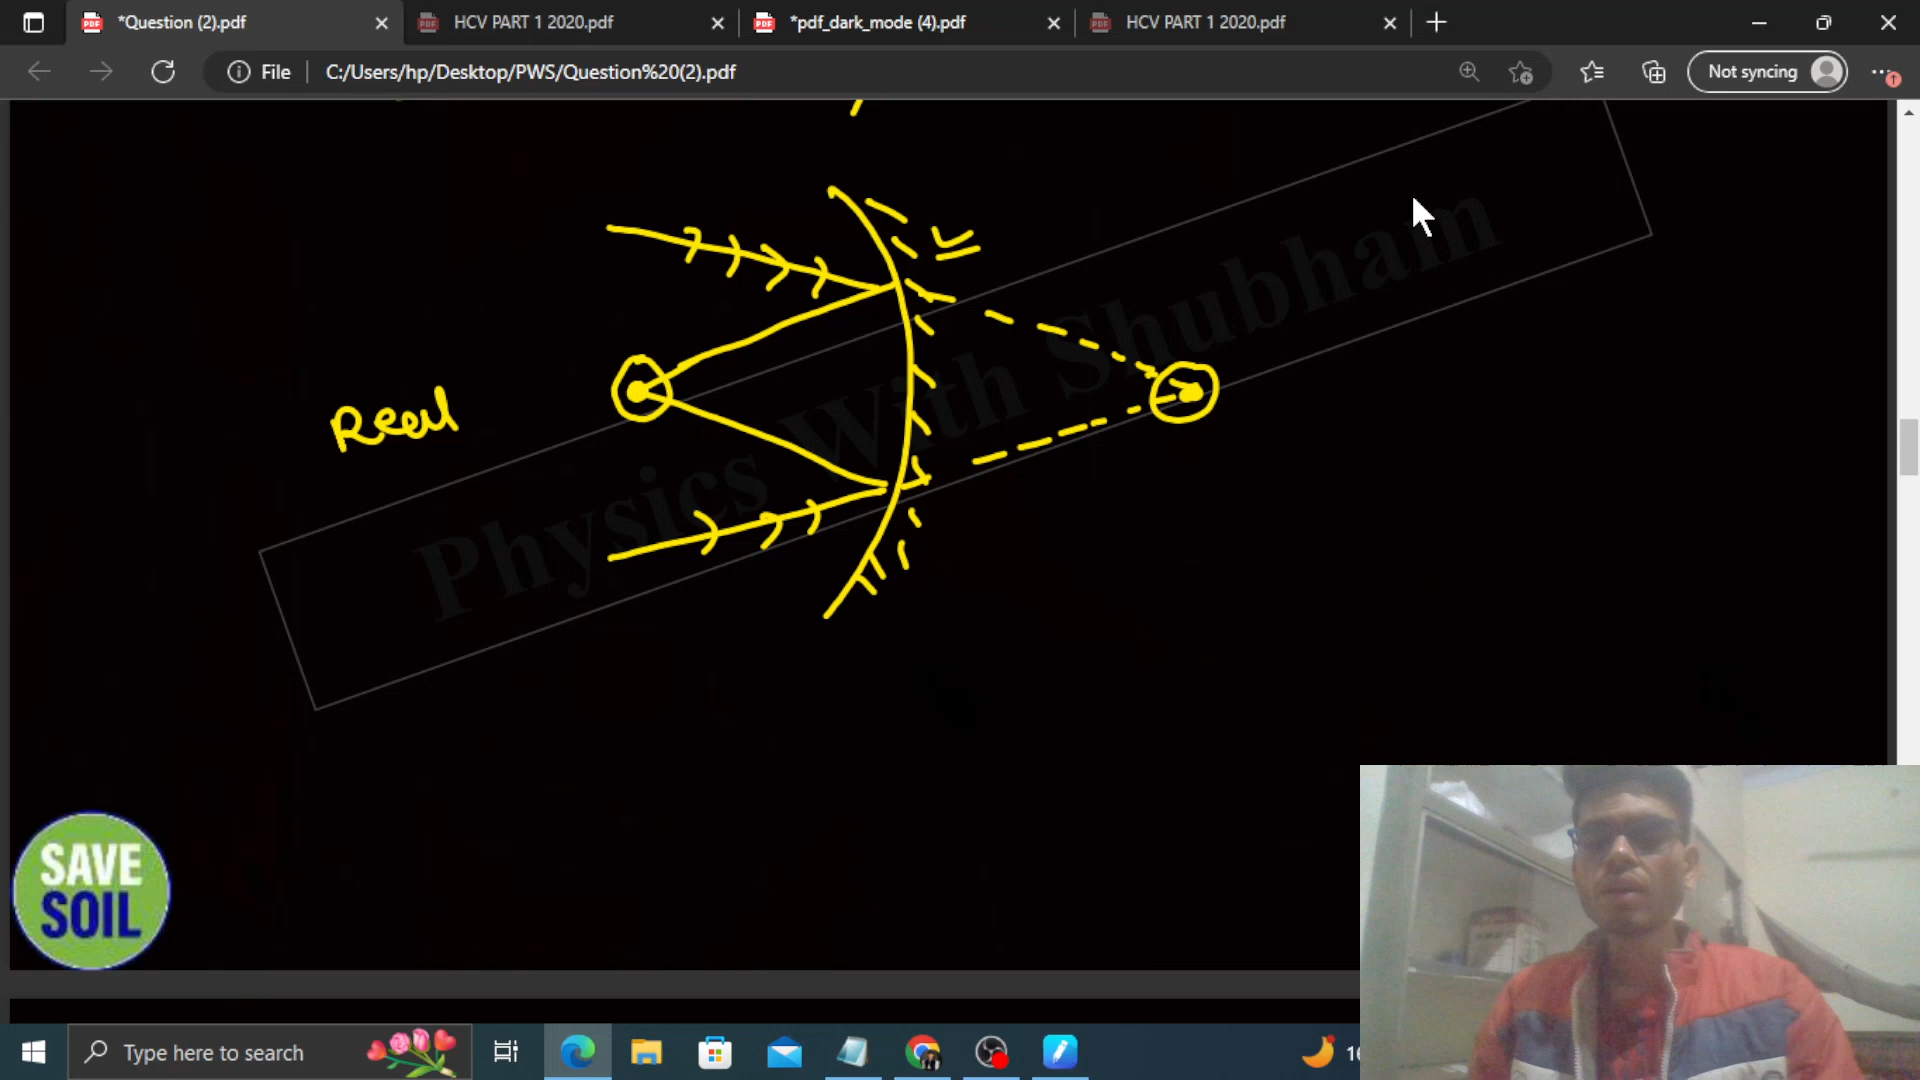 *Question (2).pdf
HCV PART 1 2020.pdf
*pdf_dark_mode (4).pdf
HCV PART 1 2020.pdf
File
C:/Users/hp/Desktop/PWS/Question%20(2).pdf
Not syncing
Real
Physics With Shubham
SAVE
SOIL
Type here to search